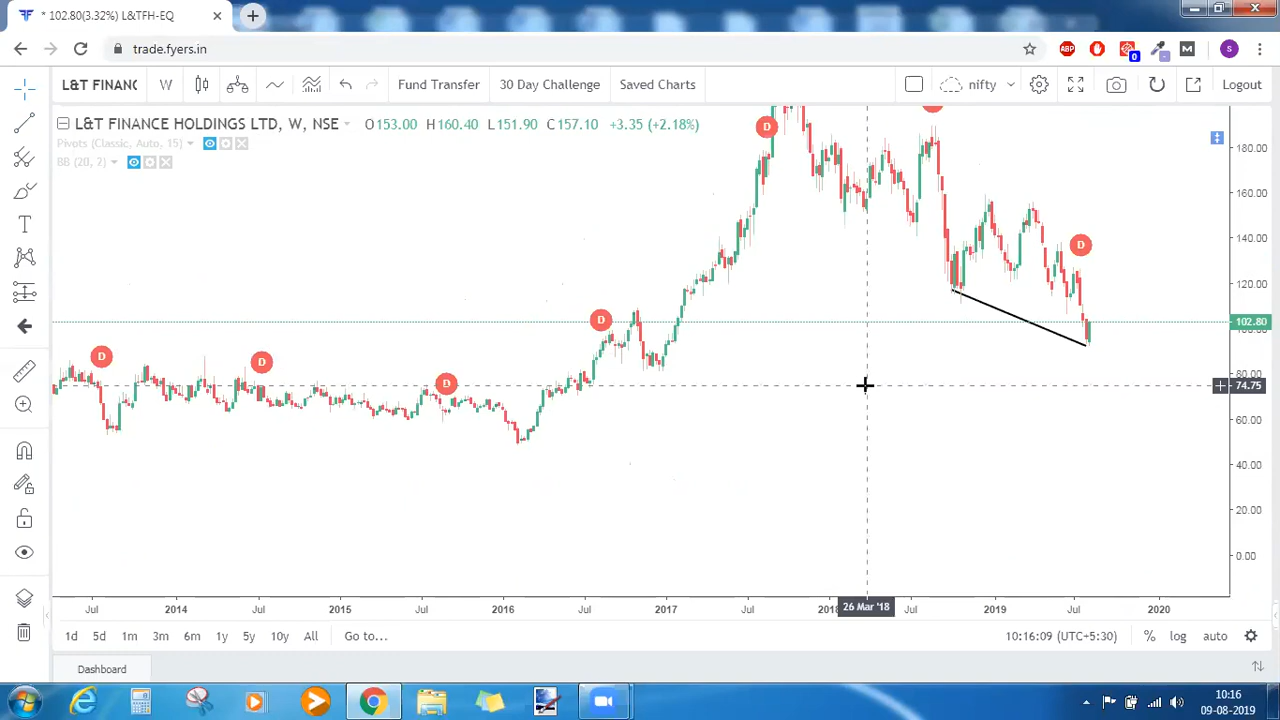 * 102.80(3.32%) L&TFH-EQ
trade.fyers.in
ABP
0
-
M
S
L&T FINANC
W
Fund Transfer
30 Day Challenge
Saved Charts
nifty
Logout
L&T FINANCE HOLDINGS LTD, W, NSE
O153.00 H160.40 L151.90 C157.10 +3.35 (+2.18%)
Pivots (Classic, Auto, 15)
BB (20, 2)
D
D
D
D
D
D
180.00
160.00
140.00
120.00
102.80
80.00
74.75
60.00
40.00
20.00
0.00
Jul 2014 Jul 2015 Jul 2016 Jul 2017 Jul 2018 26 Mar '18 Jul 2019 Jul 2020
1d 5d 1m 3m 6m 1y 5y 10y All Go to...
10:16:09 (UTC+5:30) % log auto
Dashboard
10:16
09-08-2019